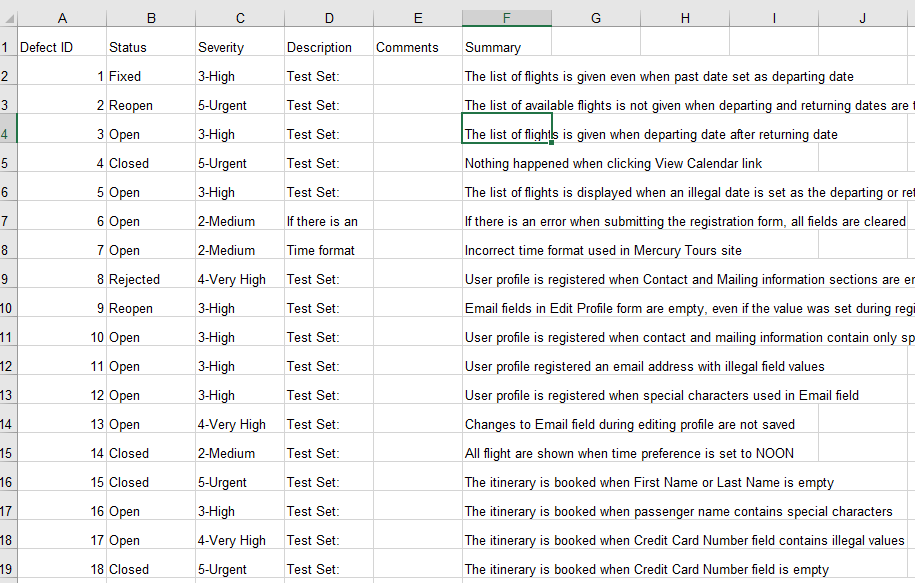 A B C D E F G H I J
1 Defect ID Status Severity Description Comments Summary
2 1 Fixed 3-High Test Set: The list of flights is given even when past date set as departing date
3 2 Reopen 5-Urgent Test Set: The list of available flights is not given when departing and returning dates are
4 3 Open 3-High Test Set: The list of flights is given when departing date after returning date
5 4 Closed 5-Urgent Test Set: Nothing happened when clicking View Calendar link
6 5 Open 3-High Test Set: The list of flights is displayed when an illegal date is set as the departing or
7 6 Open 2-Medium If there is an If there is an error when submitting the registration form, all fields are cleared
8 7 Open 2-Medium Time format Incorrect time format used in Mercury Tours site
9 8 Rejected 4-Very High Test Set: User profile is registered when Contact and Mailing information sections are
10 9 Reopen 3-High Test Set: Email fields in Edit Profile form are empty, even if the value was set during
11 10 Open 3-High Test Set: User profile is registered when contact and mailing information contain only
12 11 Open 3-High Test Set: User profile registered an email address with illegal field values
13 12 Open 3-High Test Set: User profile is registered when special characters used in Email field
14 13 Open 4-Very High Test Set: Changes to Email field during editing profile are not saved
15 14 Closed 2-Medium Test Set: All flight are shown when time preference is set to NOON
16 15 Closed 5-Urgent Test Set: The itinerary is booked when First Name or Last Name is empty
17 16 Open 3-High Test Set: The itinerary is booked when passenger name contains special characters
18 17 Open 4-Very High Test Set: The itinerary is booked when Credit Card Number field contains illegal values
19 18 Closed 5-Urgent Test Set: The itinerary is booked when Credit Card Number field is empty